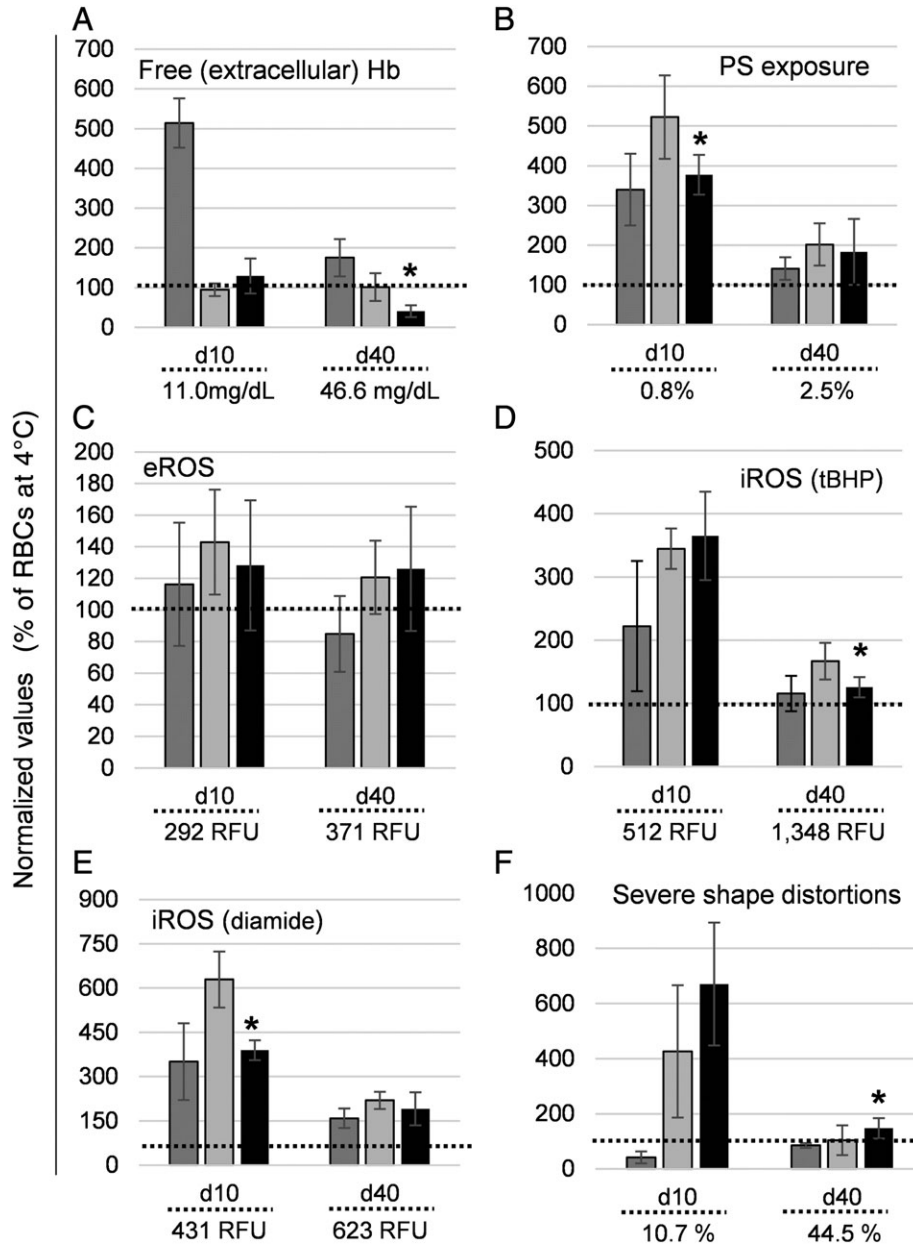 Normalized values (% of RBCs at 4°C)
A
Free (extracellular) Hb
700
600
500
400
300
200
100
0
*
d10
d40
11.0mg/dL
46.6 mg/dL
B
PS exposure
700
600
500
400
300
200
100
0
*
d10
d40
0.8%
2.5%
C
eROS
200
180
160
140
120
100
80
60
40
20
0
d10
d40
292 RFU
371 RFU
D
iROS (tBHP)
500
400
300
200
100
0
*
d10
d40
512 RFU
1,348 RFU
E
iROS (diamide)
900
750
600
450
300
150
0
*
d10
d40
431 RFU
623 RFU
F
Severe shape distortions
1000
800
600
400
200
0
*
d10
d40
10.7 %
44.5 %